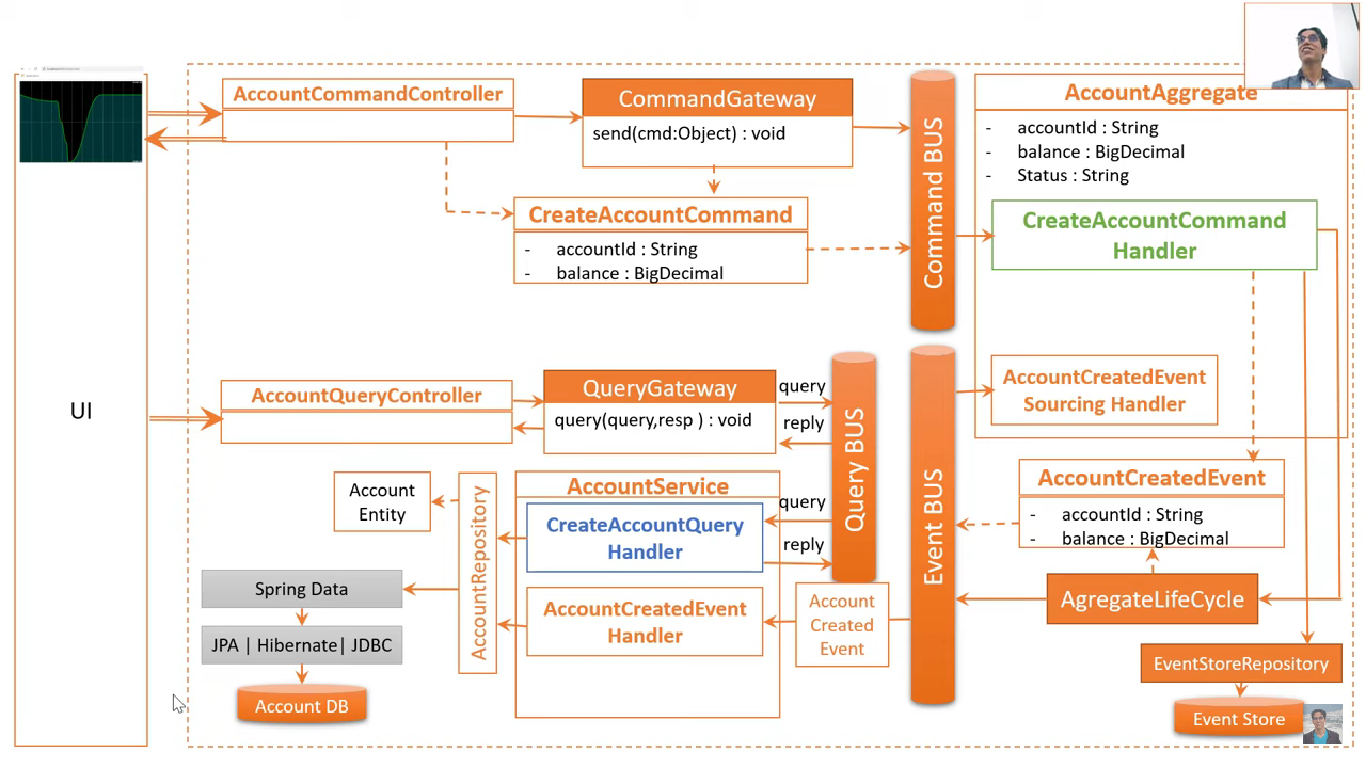 UI
AccountCommandController
CommandGateway
send(cmd:Object) : void
CreateAccountCommand
- accountId : String
- balance : BigDecimal
Command BUS
AccountAggregate
- accountId : String
- balance : BigDecimal
- Status : String
CreateAccountCommand
Handler
AccountCreatedEvent
Sourcing Handler
AccountCreatedEvent
- accountId : String
- balance : BigDecimal
AgregateLifeCycle
EventStoreRepository
Event Store
Event BUS
AccountQueryController
QueryGateway
query(query,resp ) : void
query
reply
Query BUS
query
reply
AccountService
CreateAccountQuery
Handler
AccountCreatedEvent
Handler
Account
Created
Event
AccountRepository
Account
Entity
Spring Data
JPA | Hibernate| JDBC
Account DB